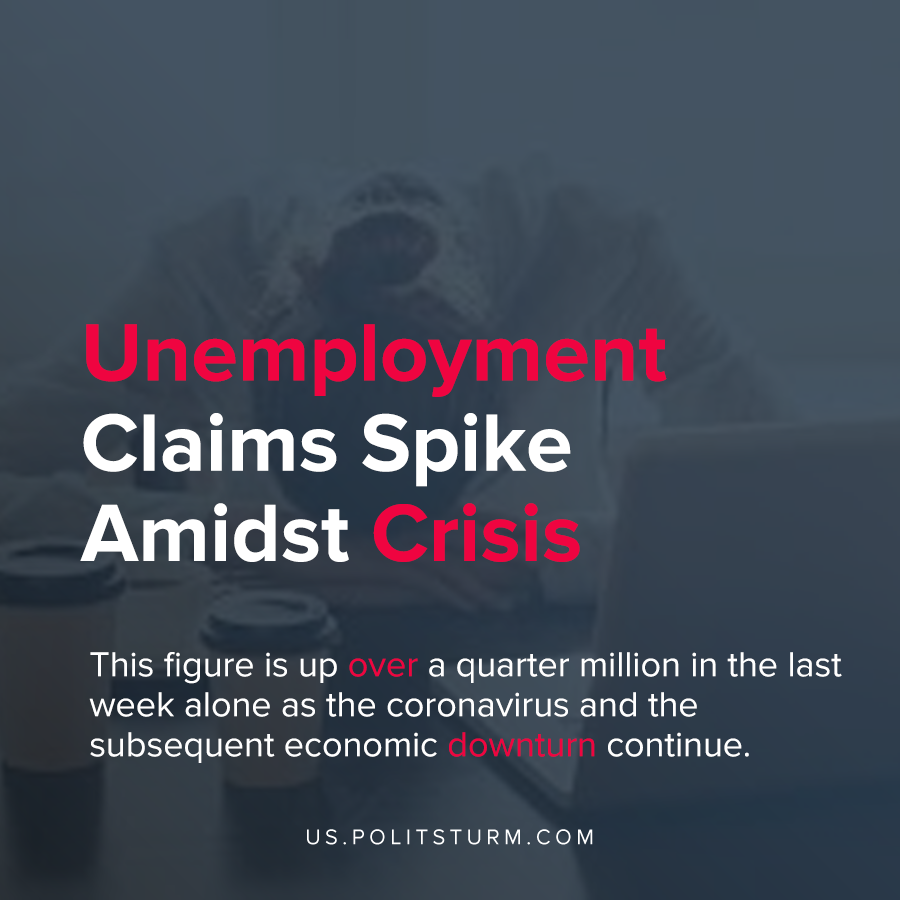 Unemployment
Claims Spike
Amidst Crisis
This figure is up over a quarter million in the last
week alone as the coronavirus and the
subsequent economic downturn continue.
US.POLITSTURM.COM